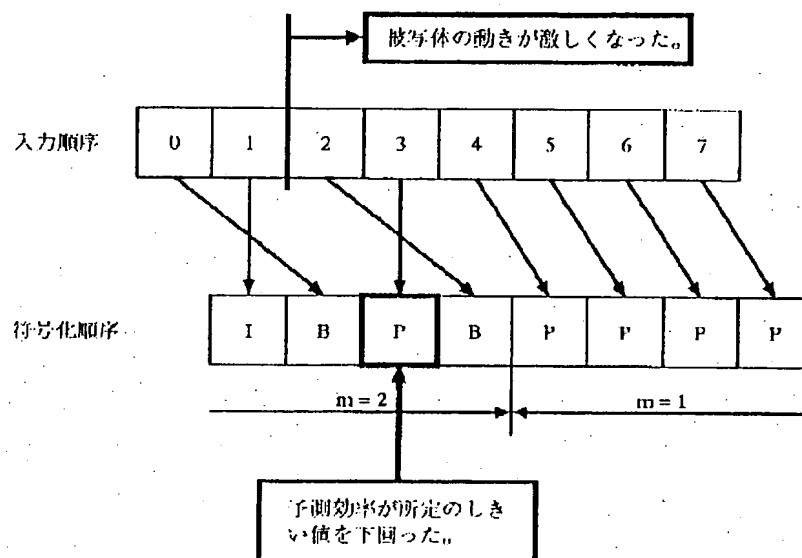 被写体の動きが激しくなった。
入力順序 0 1 2 3 4 5 6 7
符号化順序 I B P B P P P P
m=2 m=1
予測効率が所定のしき
い値を下回った。